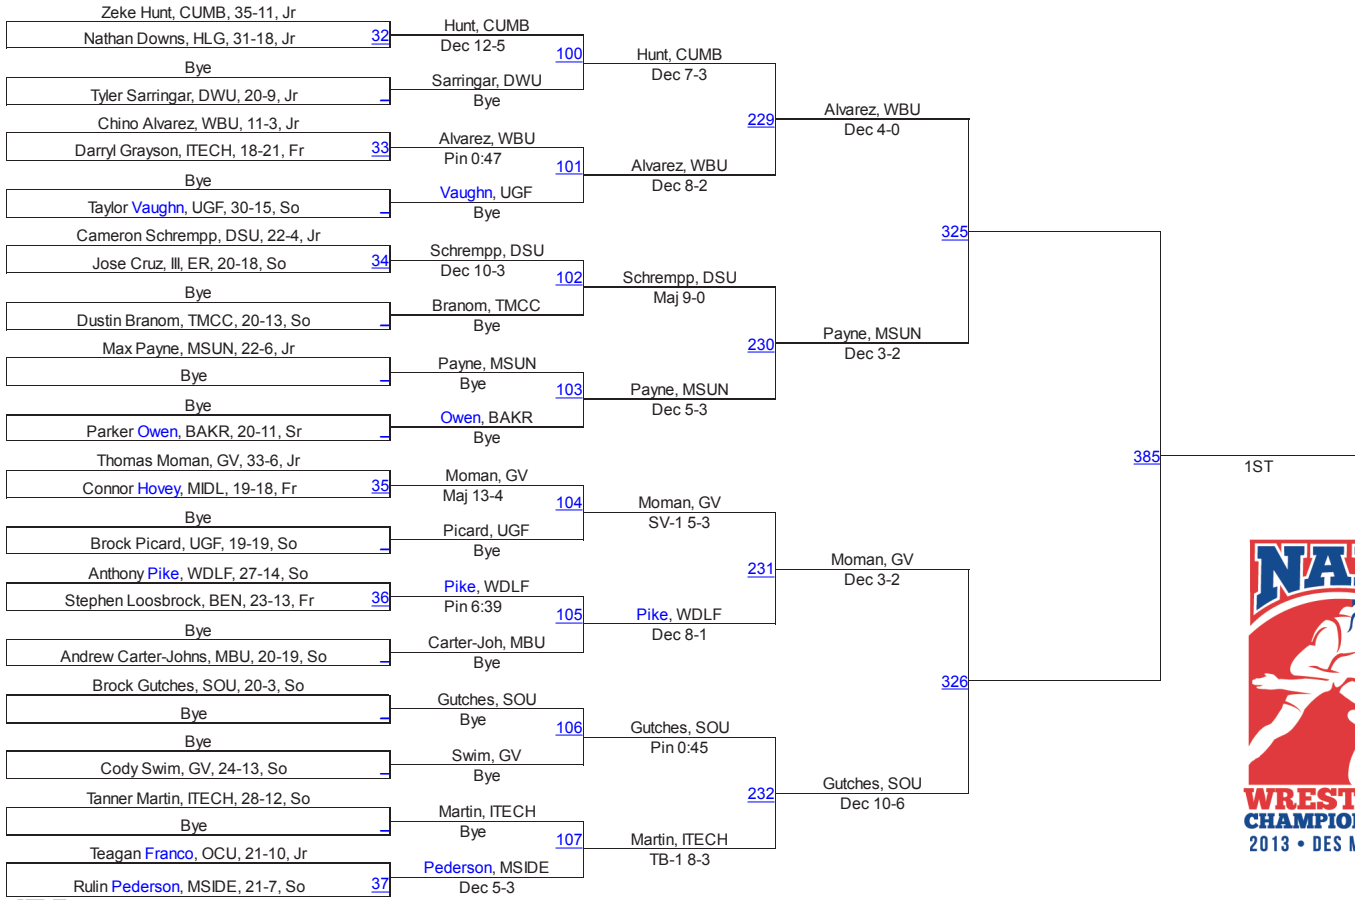 Zeke Hunt, CUMB, 35-11, Jr
Nathan Downs, HLG, 31-18, Jr
32
Bye
Tyler Sarringar, DWU, 20-9, Jr
Chino Alvarez, WBU, 11-3, Jr
Darryl Grayson, ITECH, 18-21, Fr
33
Bye
Taylor Vaughn, UGF, 30-15, So
Cameron Schrempp, DSU, 22-4, Jr
Jose Cruz, III, ER, 20-18, So
34
Bye
Dustin Branom, TMCC, 20-13, So
Max Payne, MSUN, 22-6, Jr
Bye
Bye
Parker Owen, BAKR, 20-11, Sr
Thomas Moman, GV, 33-6, Jr
Connor Hovey, MIDL, 19-18, Fr
35
Bye
Brock Picard, UGF, 19-19, So
Anthony Pike, WDLF, 27-14, So
Stephen Loosbrock, BEN, 23-13, Fr
36
Bye
Andrew Carter-Johns, MBU, 20-19, So
Brock Gutches, SOU, 20-3, So
Bye
Bye
Cody Swim, GV, 24-13, So
Tanner Martin, ITECH, 28-12, So
Bye
Teagan Franco, OCU, 21-10, Jr
Rulin Pederson, MSIDE, 21-7, So
37
Hunt, CUMB
Dec 12-5
100
Sarringar, DWU
Bye
Alvarez, WBU
Pin 0:47
101
Vaughn, UGF
Bye
Schrempp, DSU
Dec 10-3
102
Branom, TMCC
Bye
Payne, MSUN
Bye
103
Owen, BAKR
Bye
Moman, GV
Maj 13-4
104
Picard, UGF
Bye
Pike, WDLF
Pin 6:39
105
Carter-Joh, MBU
Bye
Gutches, SOU
Bye
106
Swim, GV
Bye
Martin, ITECH
Bye
107
Pederson, MSIDE
Dec 5-3
Hunt, CUMB
Dec 7-3
229
Alvarez, WBU
Dec 8-2
Schrempp, DSU
Maj 9-0
230
Payne, MSUN
Dec 5-3
Moman, GV
SV-1 5-3
231
Pike, WDLF
Dec 8-1
Gutches, SOU
Pin 0:45
232
Martin, ITECH
TB-1 8-3
Alvarez, WBU
Dec 4-0
325
Payne, MSUN
Dec 3-2
Moman, GV
Dec 3-2
326
Gutches, SOU
Dec 10-6
385
1ST
NA
WREST
CHAMPIO
2013 • DES M